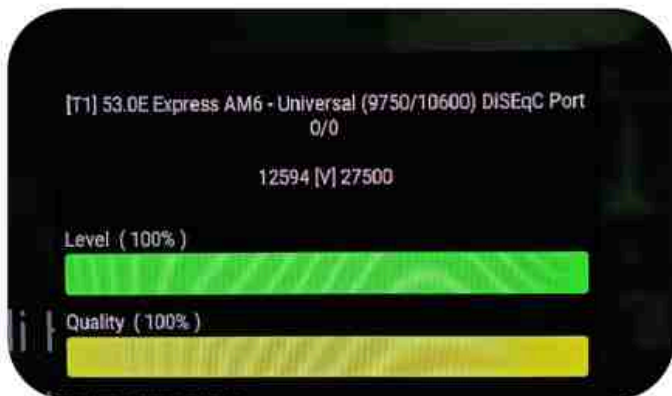 [T1] 53.0E Express AM6 - Universal (9750/10600) DiSEqC Port
0/0
12594 [V] 27500
Level ( 100% )
Quality ( 100% )